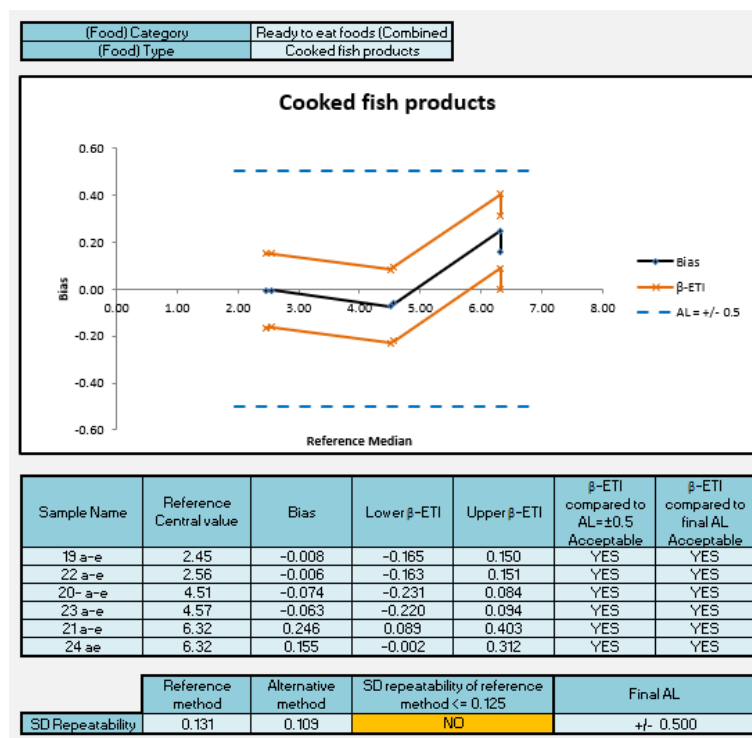 (Food) Category Ready to eat foods (Combined
(Food) Type Cooked fish products
Cooked fish products
0.60
0.40
0.20
0.00
-0.20
-0.40
-0.60
0.00 1.00 2.00 3.00 4.00 5.00 6.00 7.00 8.00
Bias
Reference Median
Bias
β-ETI
AL = +/- 0.5
Sample Name Reference Central value Bias Lower β-ETI Upper β-ETI β-ETI compared to AL=±0.5 Acceptable β-ETI compared to final AL Acceptable
19 a-e 2.45 -0.008 -0.165 0.150 YES YES
22 a-e 2.56 -0.006 -0.163 0.151 YES YES
20- a-e 4.51 -0.074 -0.231 0.084 YES YES
23 a-e 4.57 -0.063 -0.220 0.094 YES YES
21 a-e 6.32 0.246 0.089 0.403 YES YES
24 ae 6.32 0.155 -0.002 0.312 YES YES
Reference method Alternative method SD repeatability of reference method <= 0.125 Final AL
SD Repeatability 0.131 0.109 NO +/- 0.500